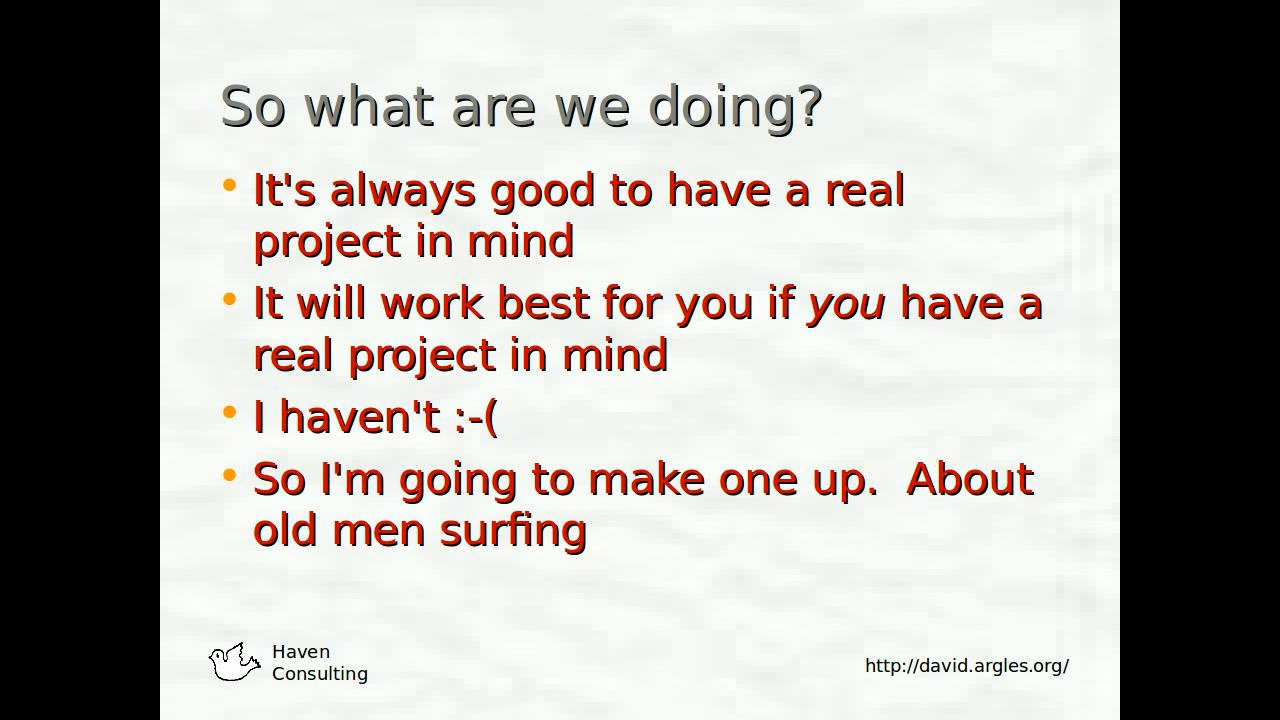 So what are we doing?
• It's always good to have a real
project in mind
• It will work best for you if you have a
real project in mind
• I haven't :-(
• So I'm going to make one up.  About
old men surfing
Haven
Consulting
http://david.argles.org/